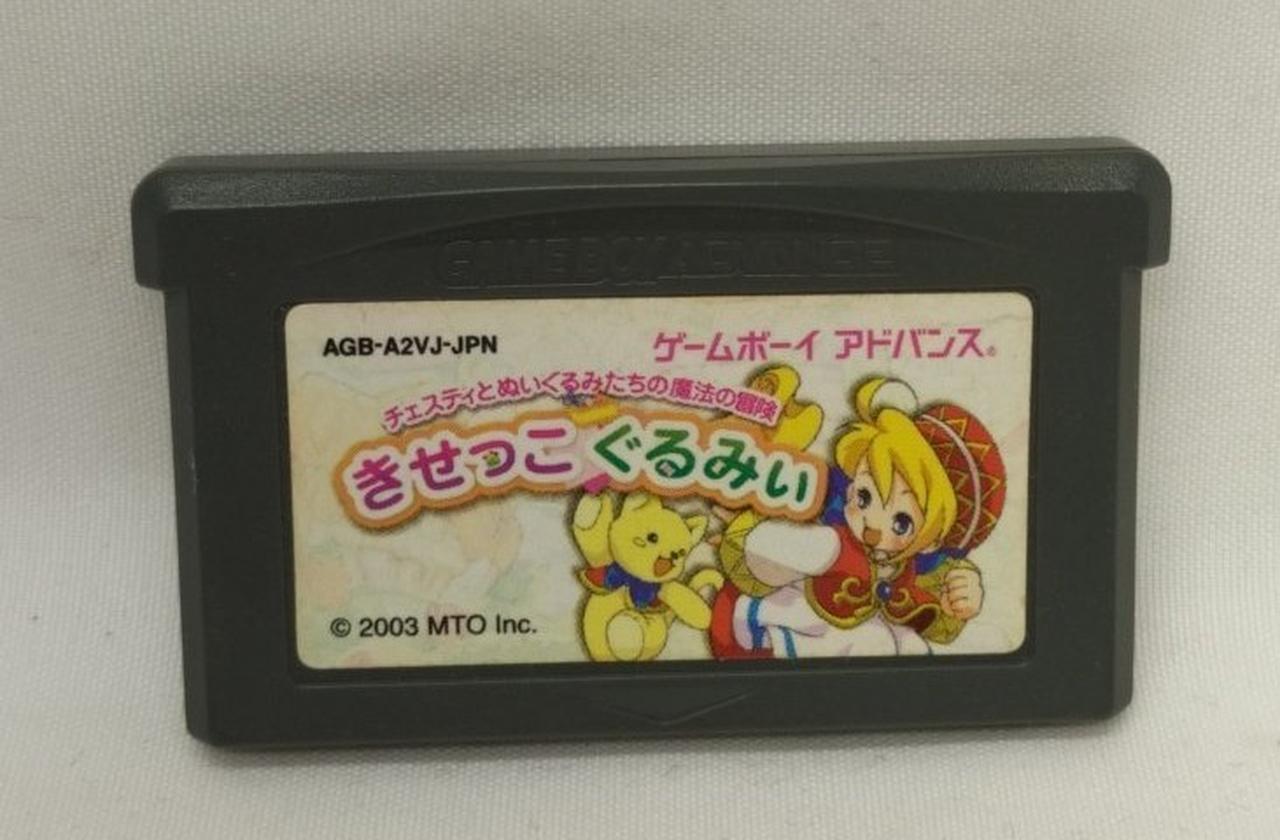 GAME BOY ADVANCE
AGB-A2VJ-JPN
ゲームボーイ アドバンス®
チェスティとぬいぐるみたちの魔法の冒険
きせっこ ぐるみぃ
© 2003 MTO Inc.